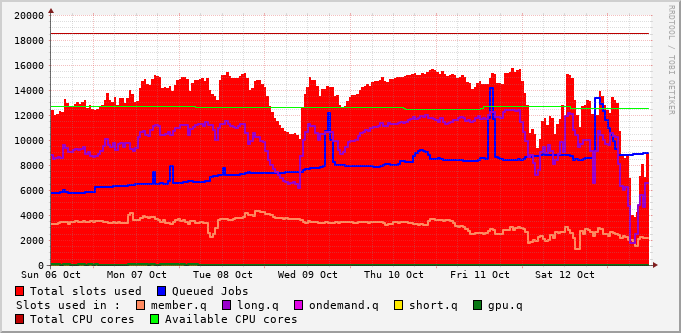 20000
18000
16000
14000
12000
10000
8000
6000
4000
2000
0
Sun 06 Oct Mon 07 Oct Tue 08 Oct Wed 09 Oct Thu 10 Oct Fri 11 Oct Sat 12 Oct
Total slots used Queued Jobs
Slots used in : member.q long.q ondemand.q short.q gpu.q
Total CPU cores Available CPU cores
RRDTOOL / TOBI OETIKER